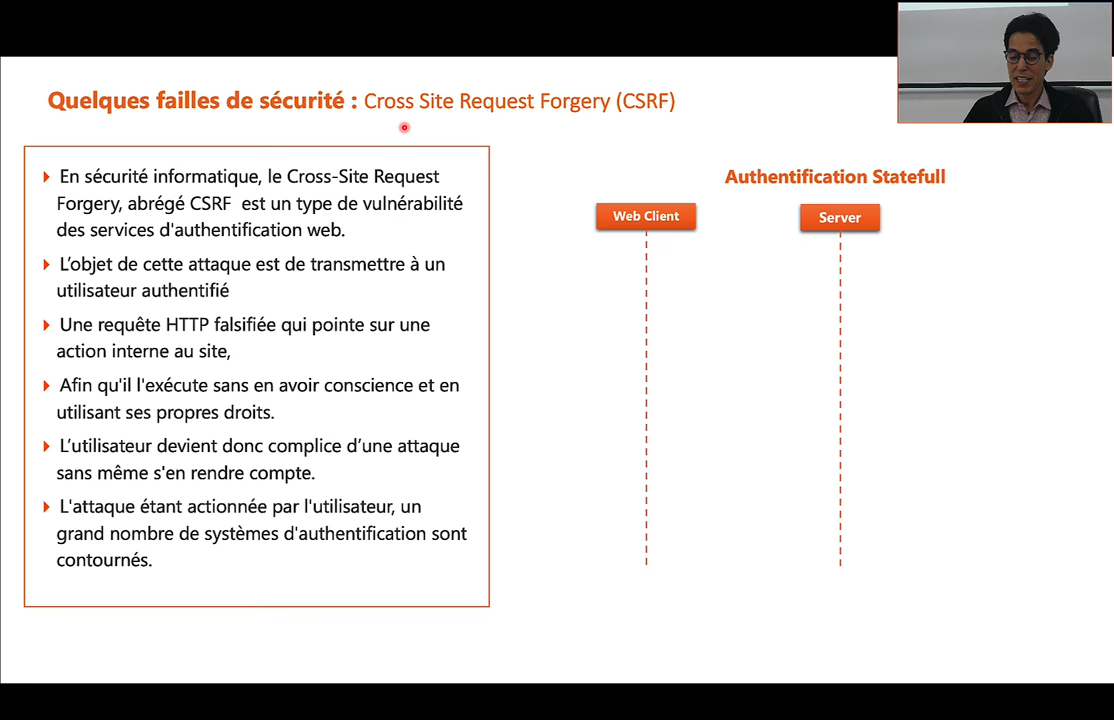 Quelques failles de sécurité : Cross Site Request Forgery (CSRF)
En sécurité informatique, le Cross-Site Request
Forgery, abrégé CSRF est un type de vulnérabilité
des services d'authentification web.
L’objet de cette attaque est de transmettre à un
utilisateur authentifié
Une requête HTTP falsifiée qui pointe sur une
action interne au site,
Afin qu'il l'exécute sans en avoir conscience et en
utilisant ses propres droits.
L’utilisateur devient donc complice d’une attaque
sans même s'en rendre compte.
L'attaque étant actionnée par l'utilisateur, un
grand nombre de systèmes d'authentification sont
contournés.
Authentification Statefull
Web Client
Server